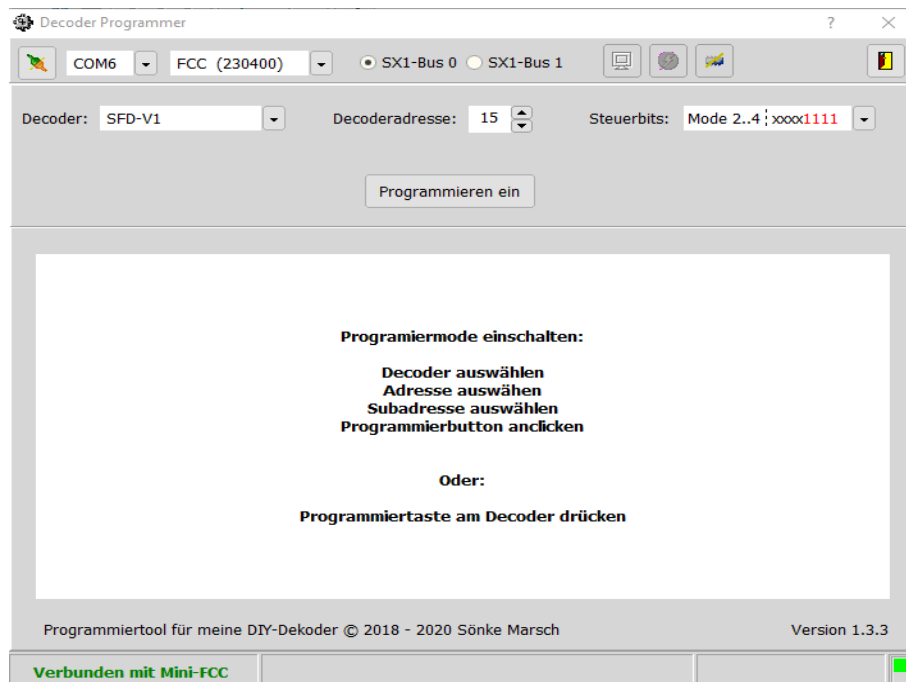 Decoder Programmer
COM6 FCC (230400) SX1-Bus 0 SX1-Bus 1
Decoder: SFD-V1 Decoderadresse: 15 Steuerbits: Mode 2..4 xxxx1111
Programmieren ein
Programiermode einschalten:
Decoder auswählen
Adresse auswähen
Subadresse auswählen
Programmierbutton anclicken
Oder:
Programmiertaste am Decoder drücken
Programmiertool für meine DIY-Dekoder © 2018 - 2020 Sönke Marsch Version 1.3.3
Verbunden mit Mini-FCC